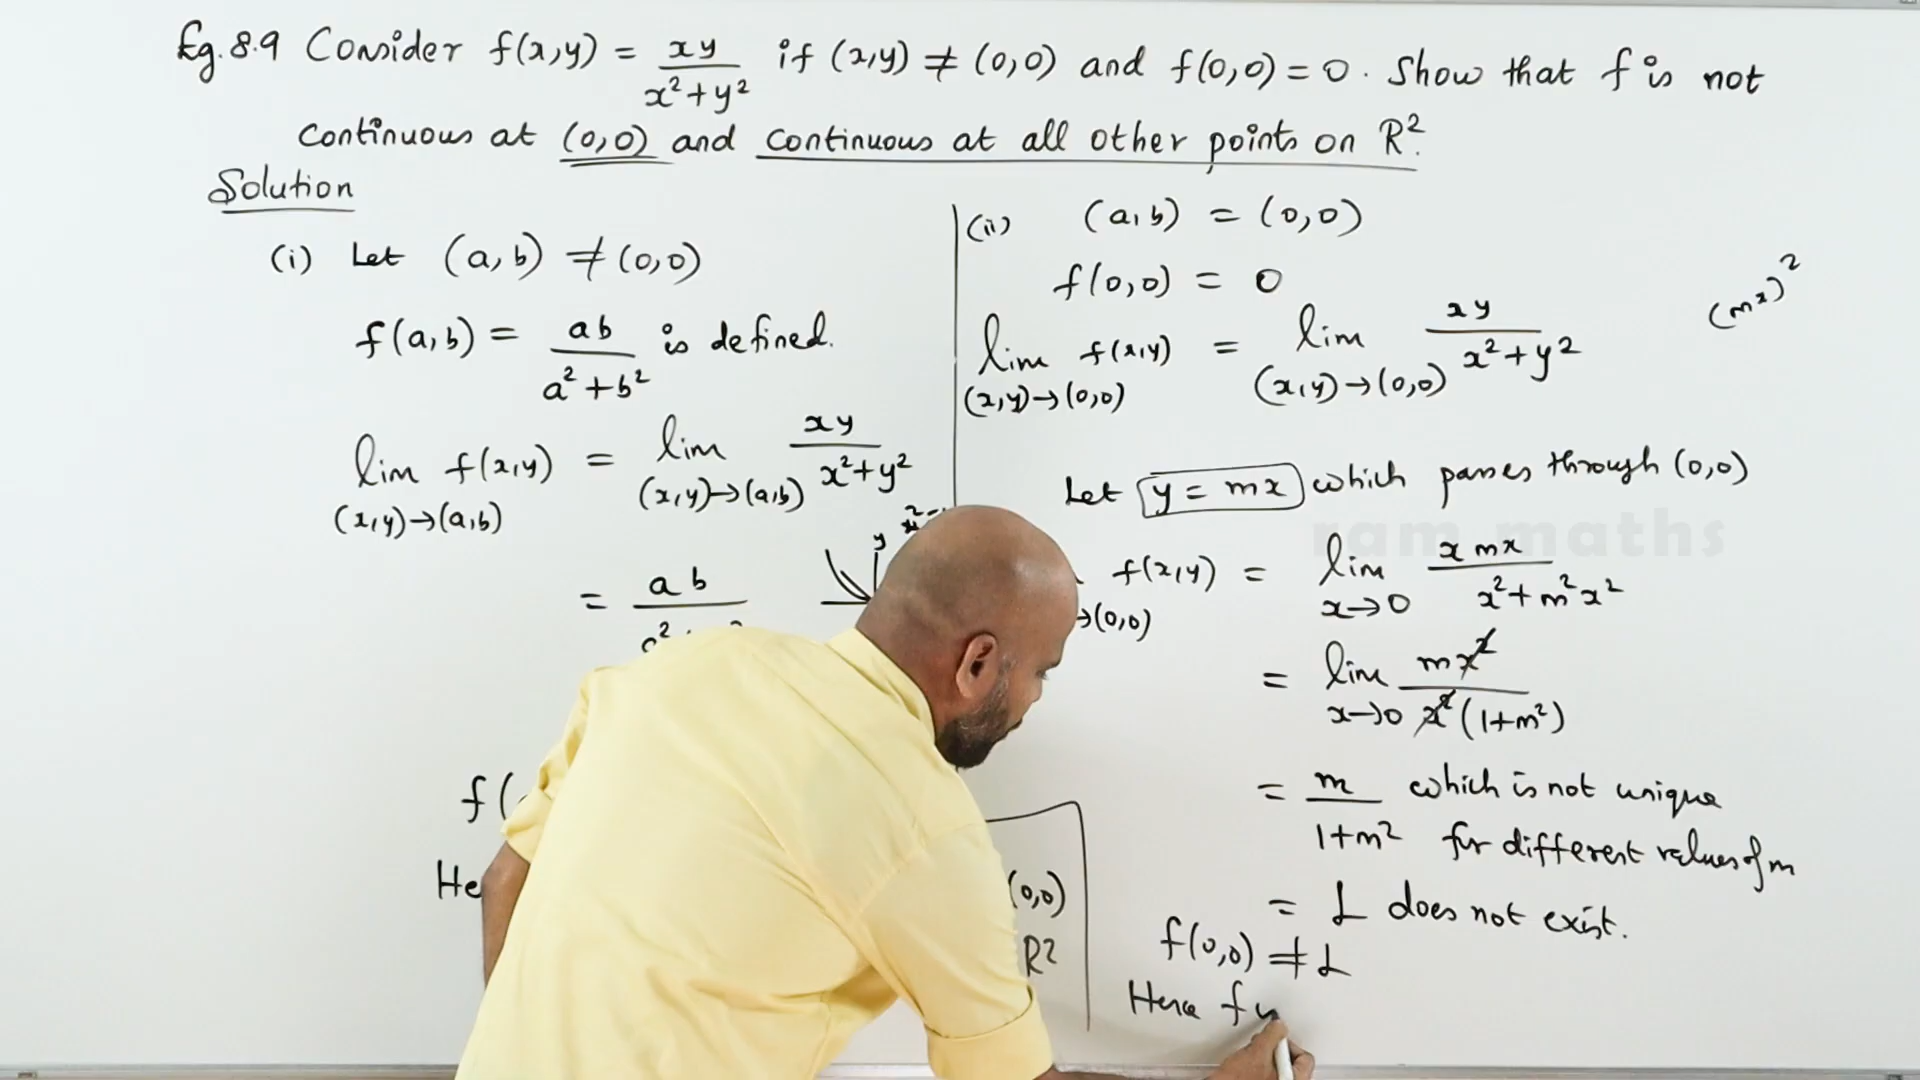 Eg. 8.9 Consider f(x,y) = xy / x²+y² if (x,y) ≠ (0,0) and f(0,0) = 0. Show that f is not
continuous at (0,0) and continuous at all other points on R².
Solution
(i) Let (a,b) ≠ (0,0)
f(a,b) = ab / a²+b² is defined.
lim (x,y)→(a,b) f(x,y) = lim (x,y)→(a,b) xy / x²+y²
= ab
y
f(
He
(0,0)
R²
(ii) (a,b) = (0,0)
f(0,0) = 0
(mx)²
lim (x,y)→(0,0) f(x,y) = lim (x,y)→(0,0) xy / x²+y²
Let y = mx which passes through (0,0)
ram maths
→(0,0) f(x,y) = lim x→0 x mx / x²+m²x²
= lim x→0 mx² / x²(1+m²)
= m / 1+m² which is not unique
for different values of m
= L does not exist.
f(0,0) ≠ L
Hence f